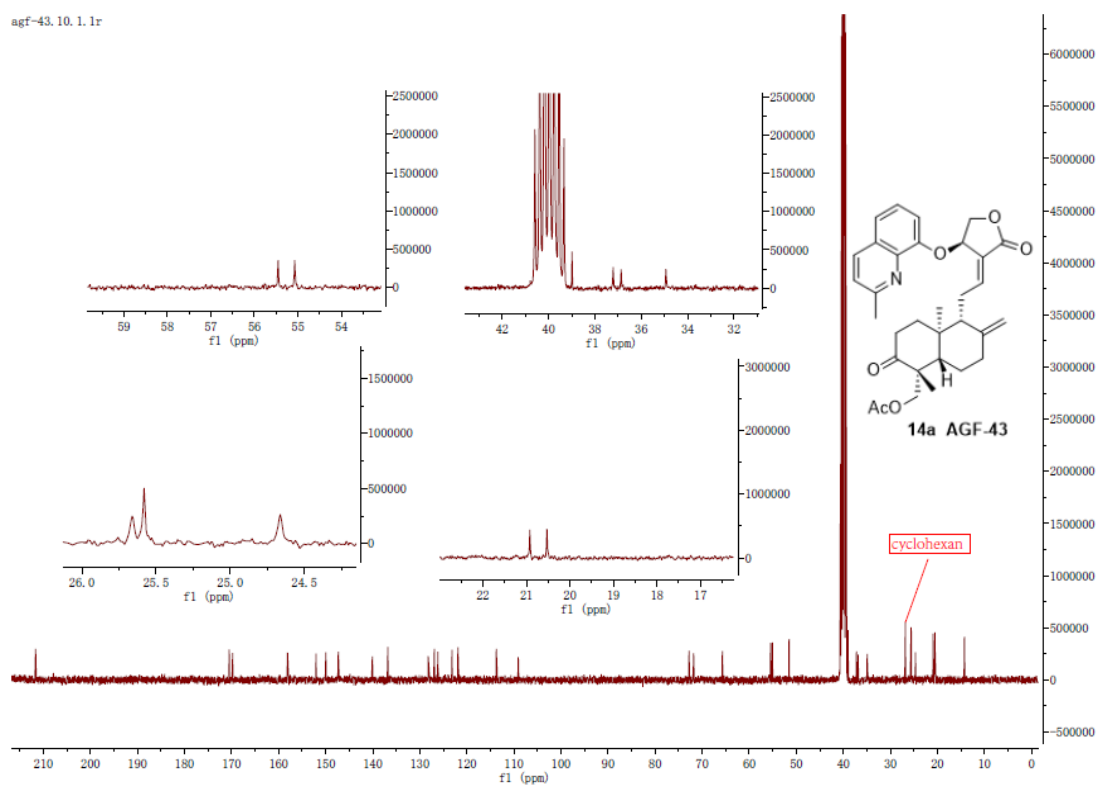 agf-43.10.1.1r
2500000
2000000
1500000
1000000
500000
0
59 58 57 56 55 54
f1 (ppm)
2500000
2000000
1500000
1000000
500000
0
42 40 38 36 34 32
f1 (ppm)
1500000
1000000
500000
0
26.0 25.5 25.0 24.5
f1 (ppm)
3000000
2000000
1000000
0
22 21 20 19 18 17
f1 (ppm)
O
O
O
N
O
H
AcO
14a AGF-43
cyclohexan
6000000
5500000
5000000
4500000
4000000
3500000
3000000
2500000
2000000
1500000
1000000
500000
0
-500000
210 200 190 180 170 160 150 140 130 120 110 100 90 80 70 60 50 40 30 20 10 0
f1 (ppm)